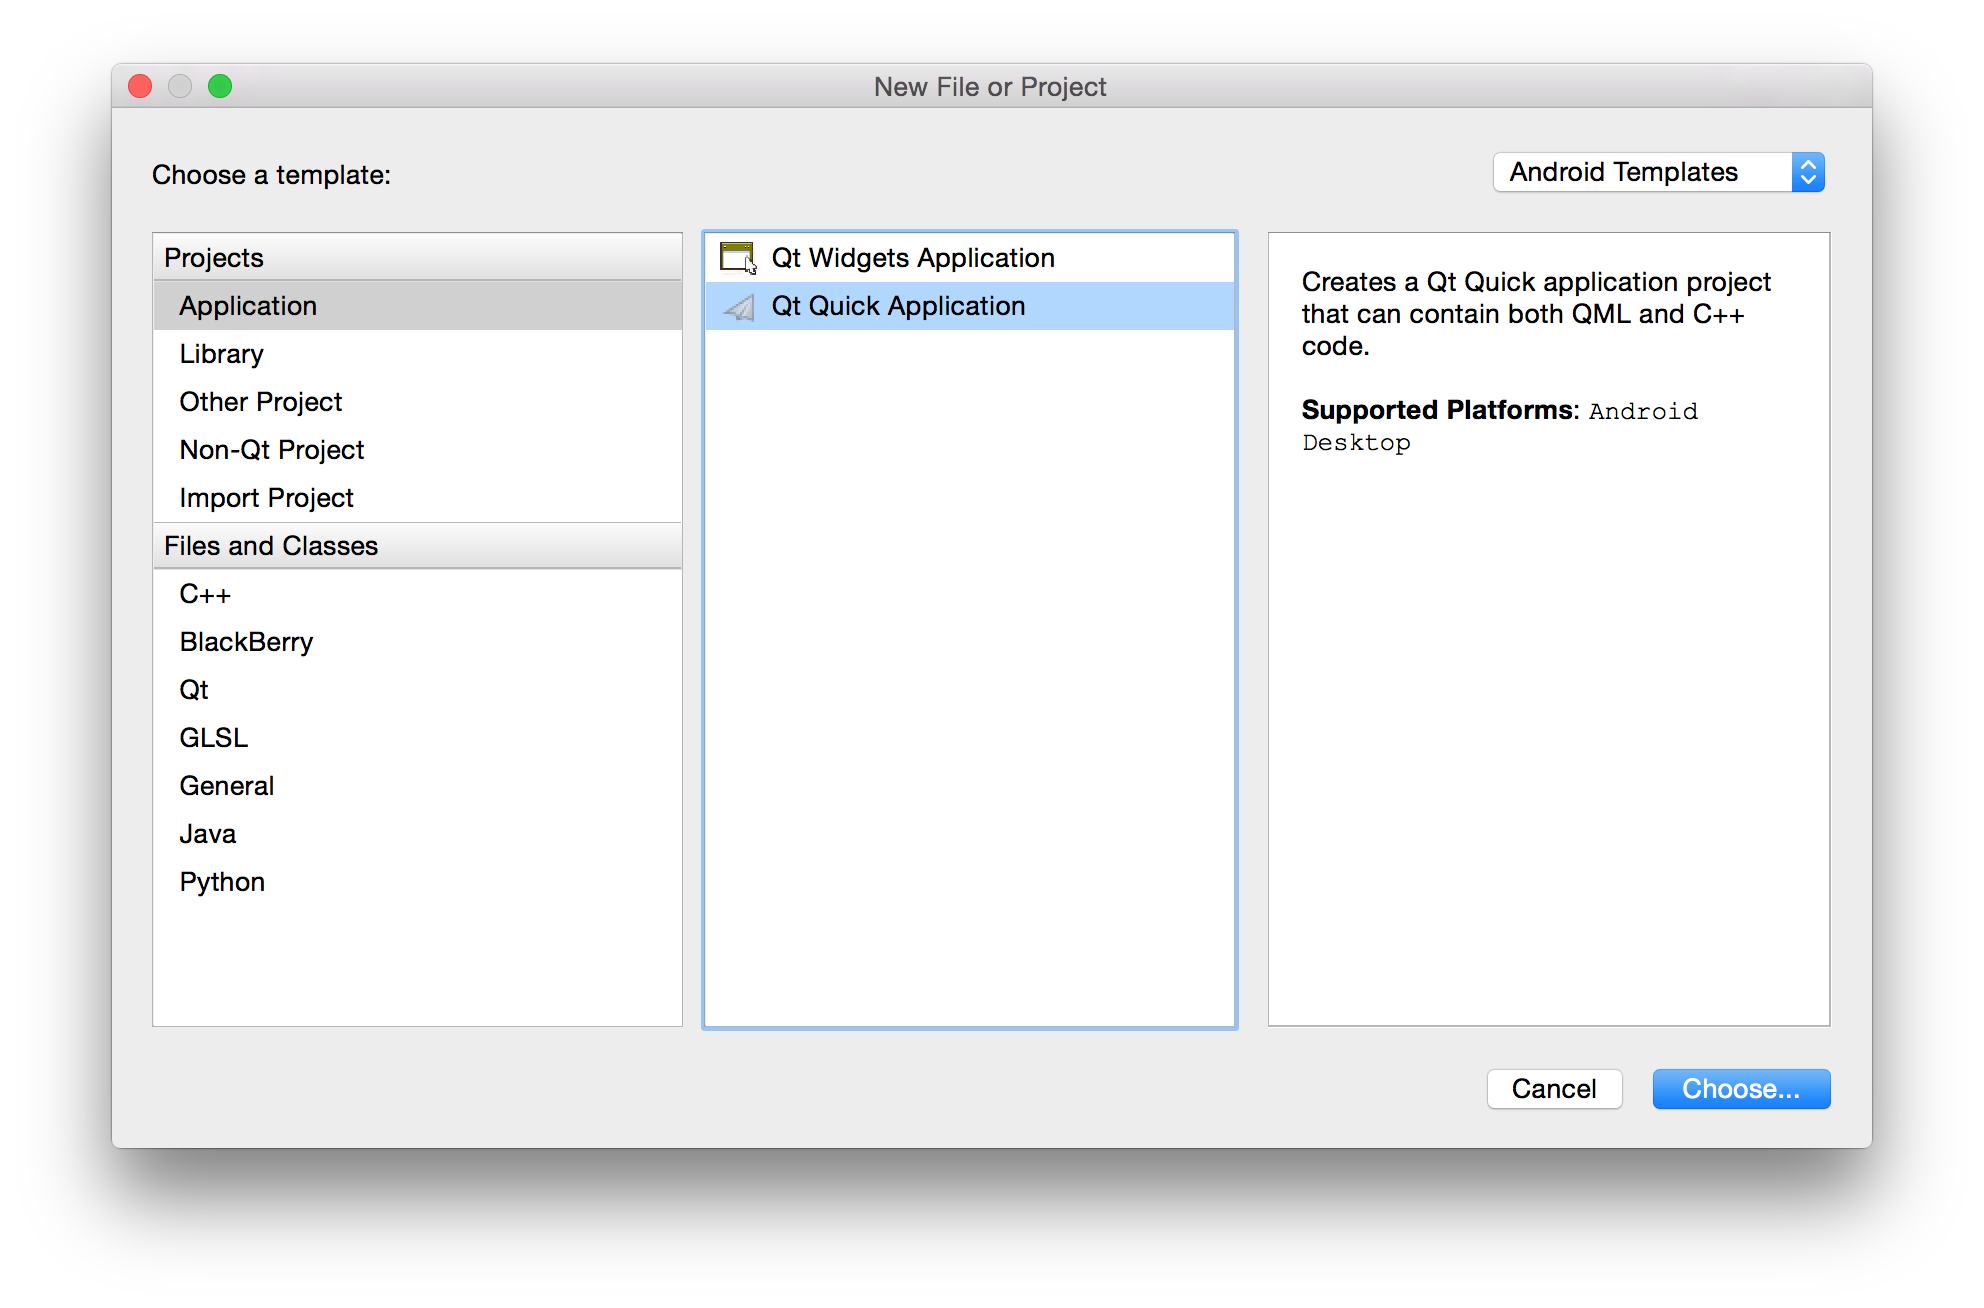 New File or Project
Choose a template:
Android Templates
Projects
Application
Library
Other Project
Non-Qt Project
Import Project
Files and Classes
C++
BlackBerry
Qt
GLSL
General
Java
Python
Qt Widgets Application
Qt Quick Application
Creates a Qt Quick application project
that can contain both QML and C++
code.
Supported Platforms: Android
Desktop
Cancel
Choose...